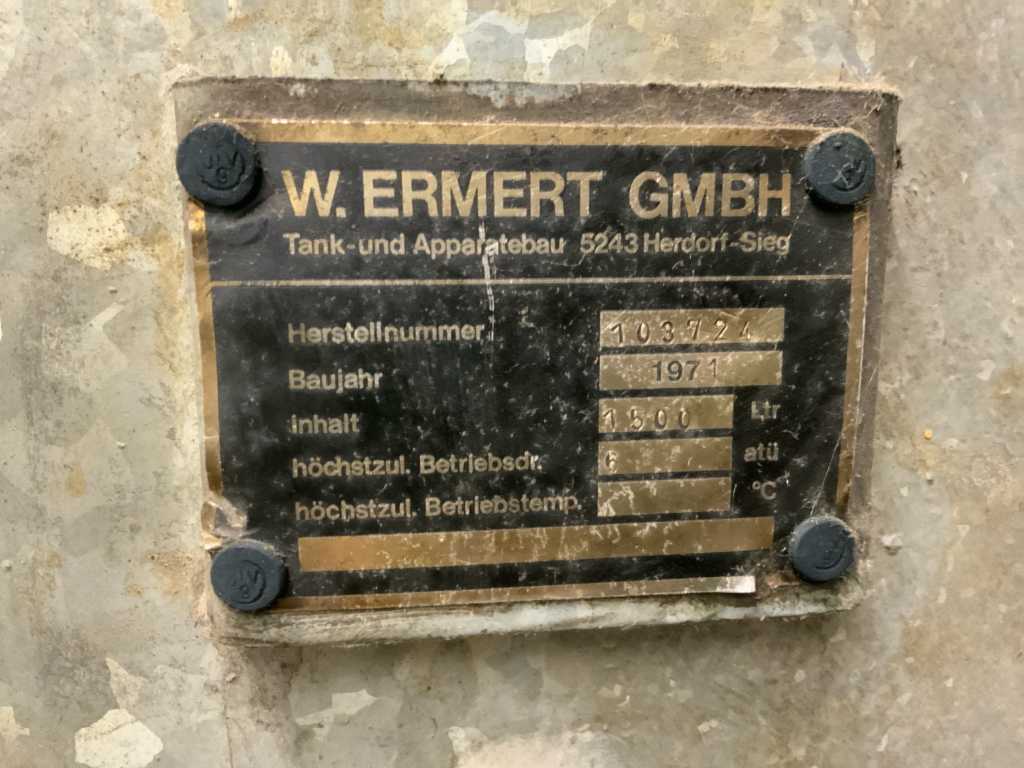 W. ERMERT GMBH
Tank-und Apparatebau 5243 Herdorf-Sieg
Herstellnummer 103724
Baujahr 1971
Inhalt 1500 Ltr
höchstzul. Betriebsdr. 6 atü
höchstzul. Betriebstemp. °C